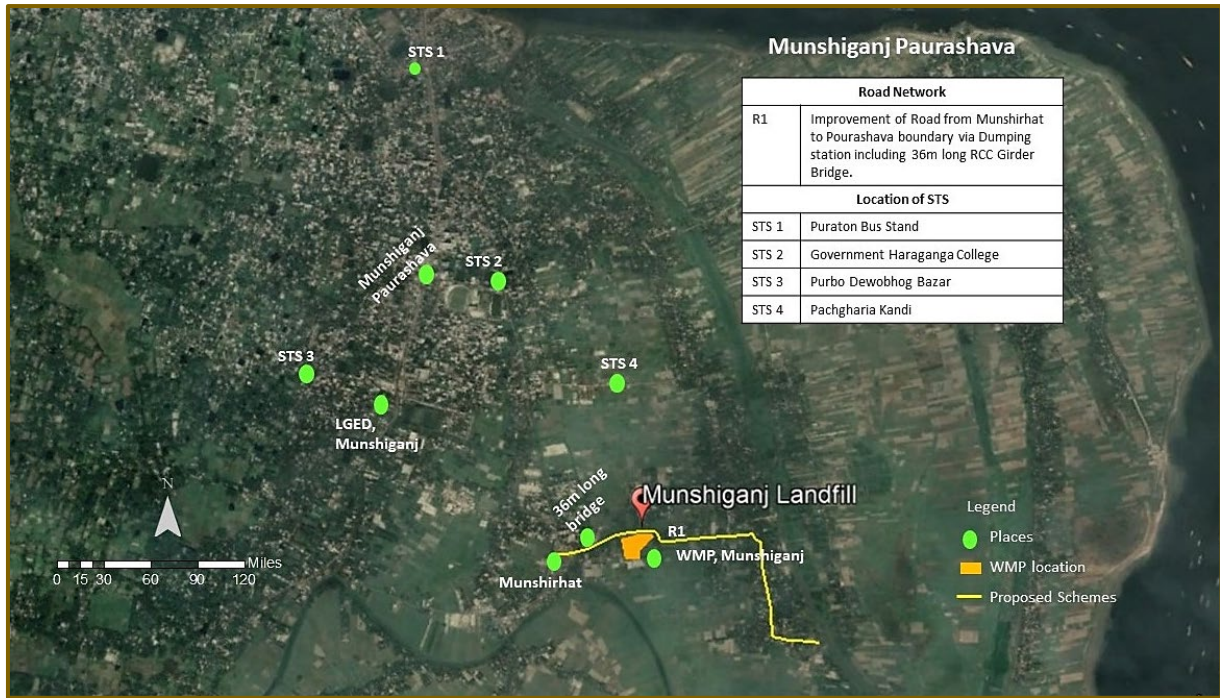 Munshiganj Paurashava
Road Network
R1
Improvement of Road from Munshirhat
to Pourashava boundary via Dumping
station including 36m long RCC Girder
Bridge.
Location of STS
STS 1 Puraton Bus Stand
STS 2 Government Haraganga College
STS 3 Purbo Dewobhog Bazar
STS 4 Pachgharia Kandi
STS 1
Munshiganj
Paurashava
STS 2
STS 3
STS 4
LGED,
Munshiganj
36m long
bridge
Munshiganj Landfill
R1
WMP, Munshiganj
Munshirhat
N
Miles
0 15 30 60 90 120
Legend
Places
WMP location
Proposed Schemes